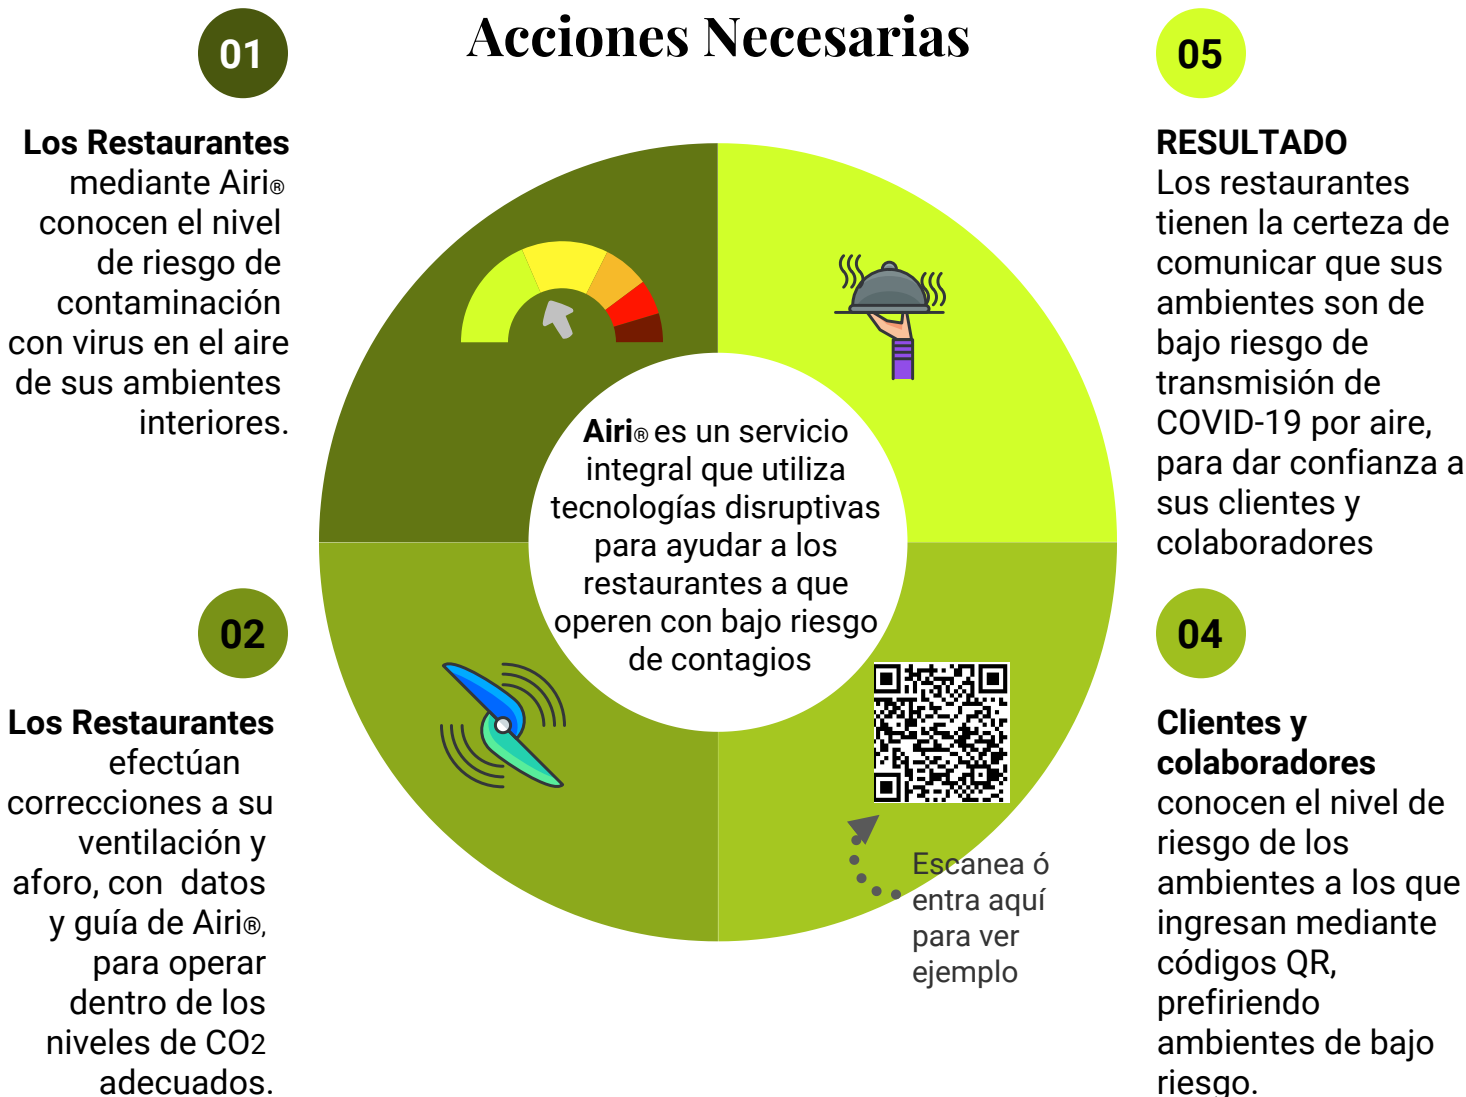 Acciones Necesarias
01
Los Restaurantes
mediante Airi®
conocen el nivel
de riesgo de
contaminación
con virus en el aire
de sus ambientes
interiores.
02
Los Restaurantes
efectúan
correcciones a su
ventilación y
aforo, con datos
y guía de Airi®,
para operar
dentro de los
niveles de CO2
adecuados.
Airi® es un servicio
integral que utiliza
tecnologías disruptivas
para ayudar a los
restaurantes a que
operen con bajo riesgo
de contagios
Escanea ó
entra aquí
para ver
ejemplo
05
RESULTADO
Los restaurantes
tienen la certeza de
comunicar que sus
ambientes son de
bajo riesgo de
transmisión de
COVID-19 por aire,
para dar confianza a
sus clientes y
colaboradores
04
Clientes y
colaboradores
conocen el nivel de
riesgo de los
ambientes a los que
ingresan mediante
códigos QR,
prefiriendo
ambientes de bajo
riesgo.